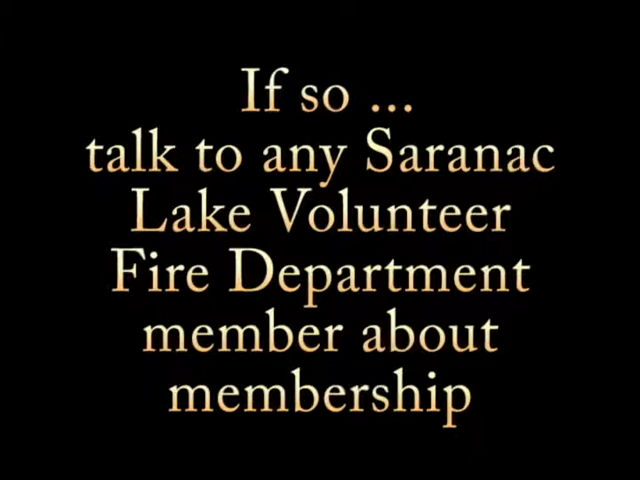 If so ...
talk to any Saranac
Lake Volunteer
Fire Department
member about
membership